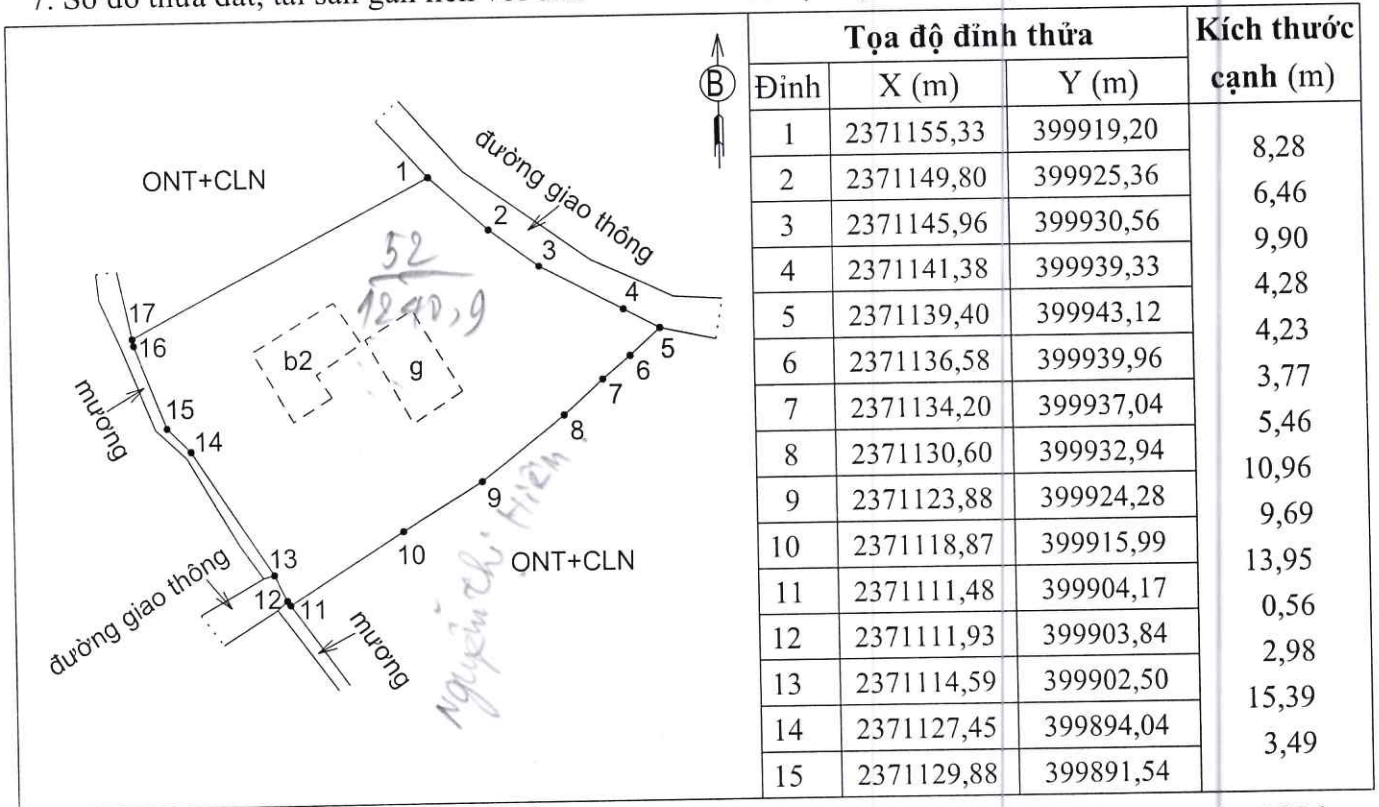 7. Sơ đồ thửa đất, tài sản gắn liền với đất
B
ONT+CLN
đường giao thông
1
2
3
4
5
6
7
8
9
10
11
12
13
14
15
16
17
52
1240,9
b2
g
mương
đường giao thông
mương
ONT+CLN
Nguyễn Thị Hiền
Tọa độ đỉnh thửa Kích thước cạnh (m)
Đỉnh X (m) Y (m)
1 2371155,33 399919,20
8,28
2 2371149,80 399925,36
6,46
3 2371145,96 399930,56
9,90
4 2371141,38 399939,33
4,28
5 2371139,40 399943,12
4,23
6 2371136,58 399939,96
3,77
7 2371134,20 399937,04
5,46
8 2371130,60 399932,94
10,96
9 2371123,88 399924,28
9,69
10 2371118,87 399915,99
13,95
11 2371111,48 399904,17
0,56
12 2371111,93 399903,84
2,98
13 2371114,59 399902,50
15,39
14 2371127,45 399894,04
3,49
15 2371129,88 399891,54